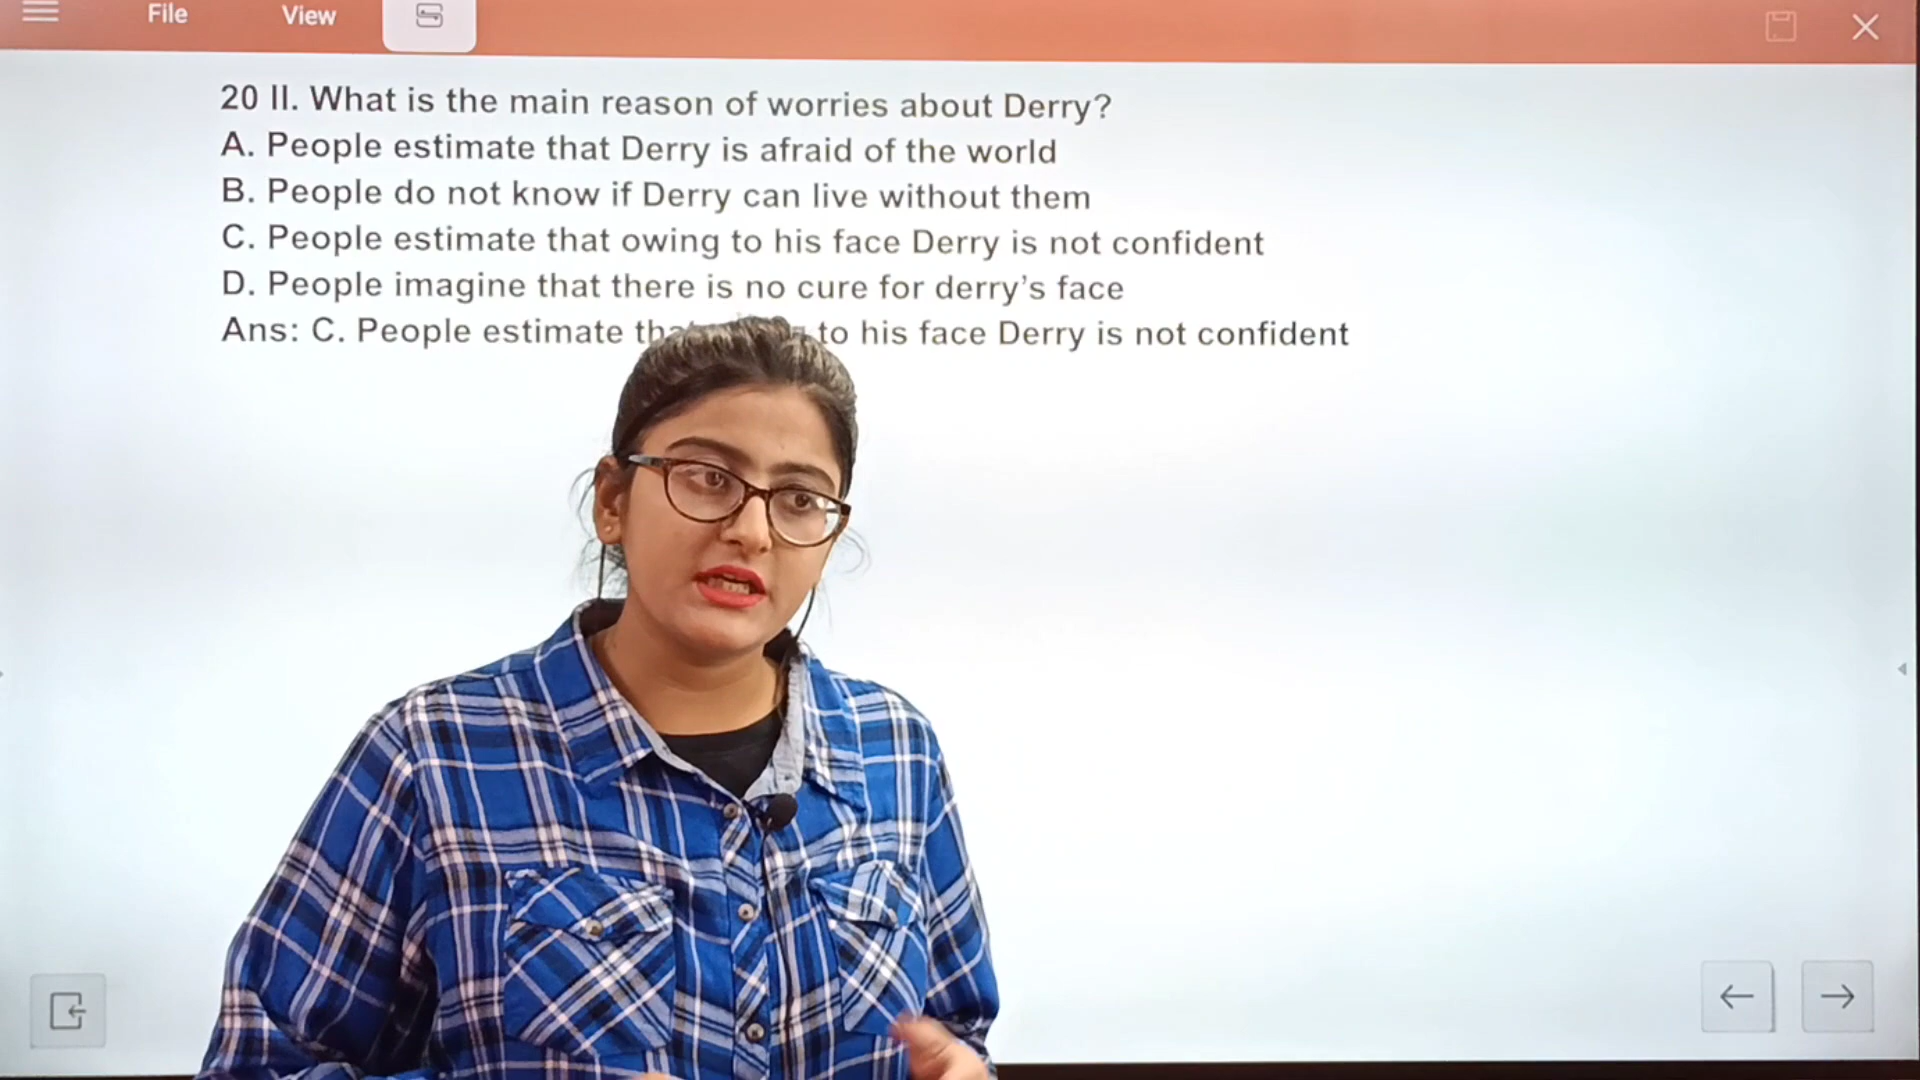 File View
20 II. What is the main reason of worries about Derry?
A. People estimate that Derry is afraid of the world
B. People do not know if Derry can live without them
C. People estimate that owing to his face Derry is not confident
D. People imagine that there is no cure for derry's face
Ans: C. People estimate to his face Derry is not confident